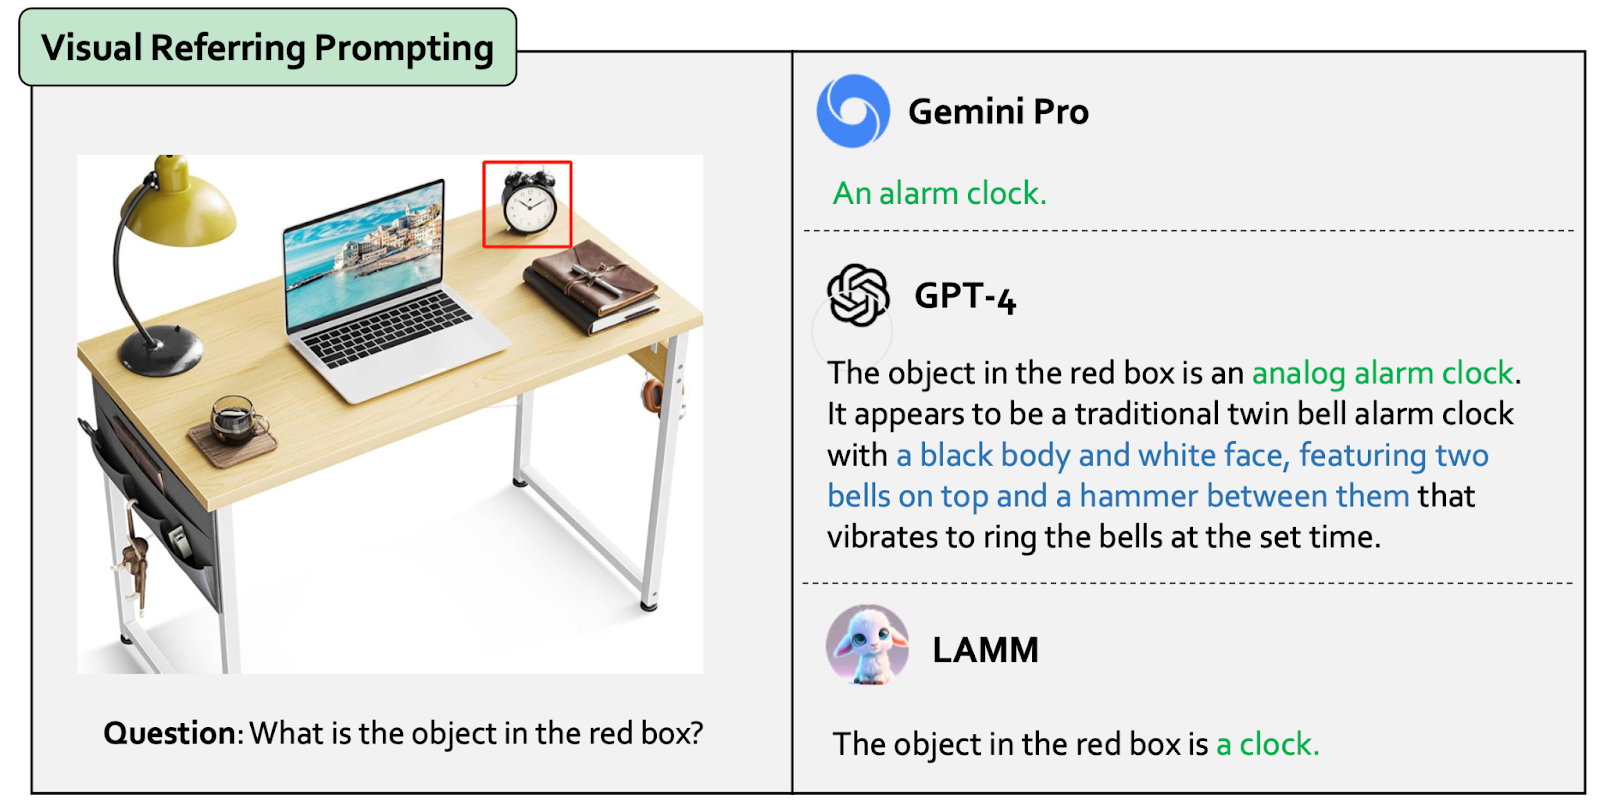 Visual Referring Prompting
Question: What is the object in the red box?
Gemini Pro
An alarm clock.
GPT-4
The object in the red box is an analog alarm clock.
It appears to be a traditional twin bell alarm clock
with a black body and white face, featuring two
bells on top and a hammer between them that
vibrates to ring the bells at the set time.
LAMM
The object in the red box is a clock.